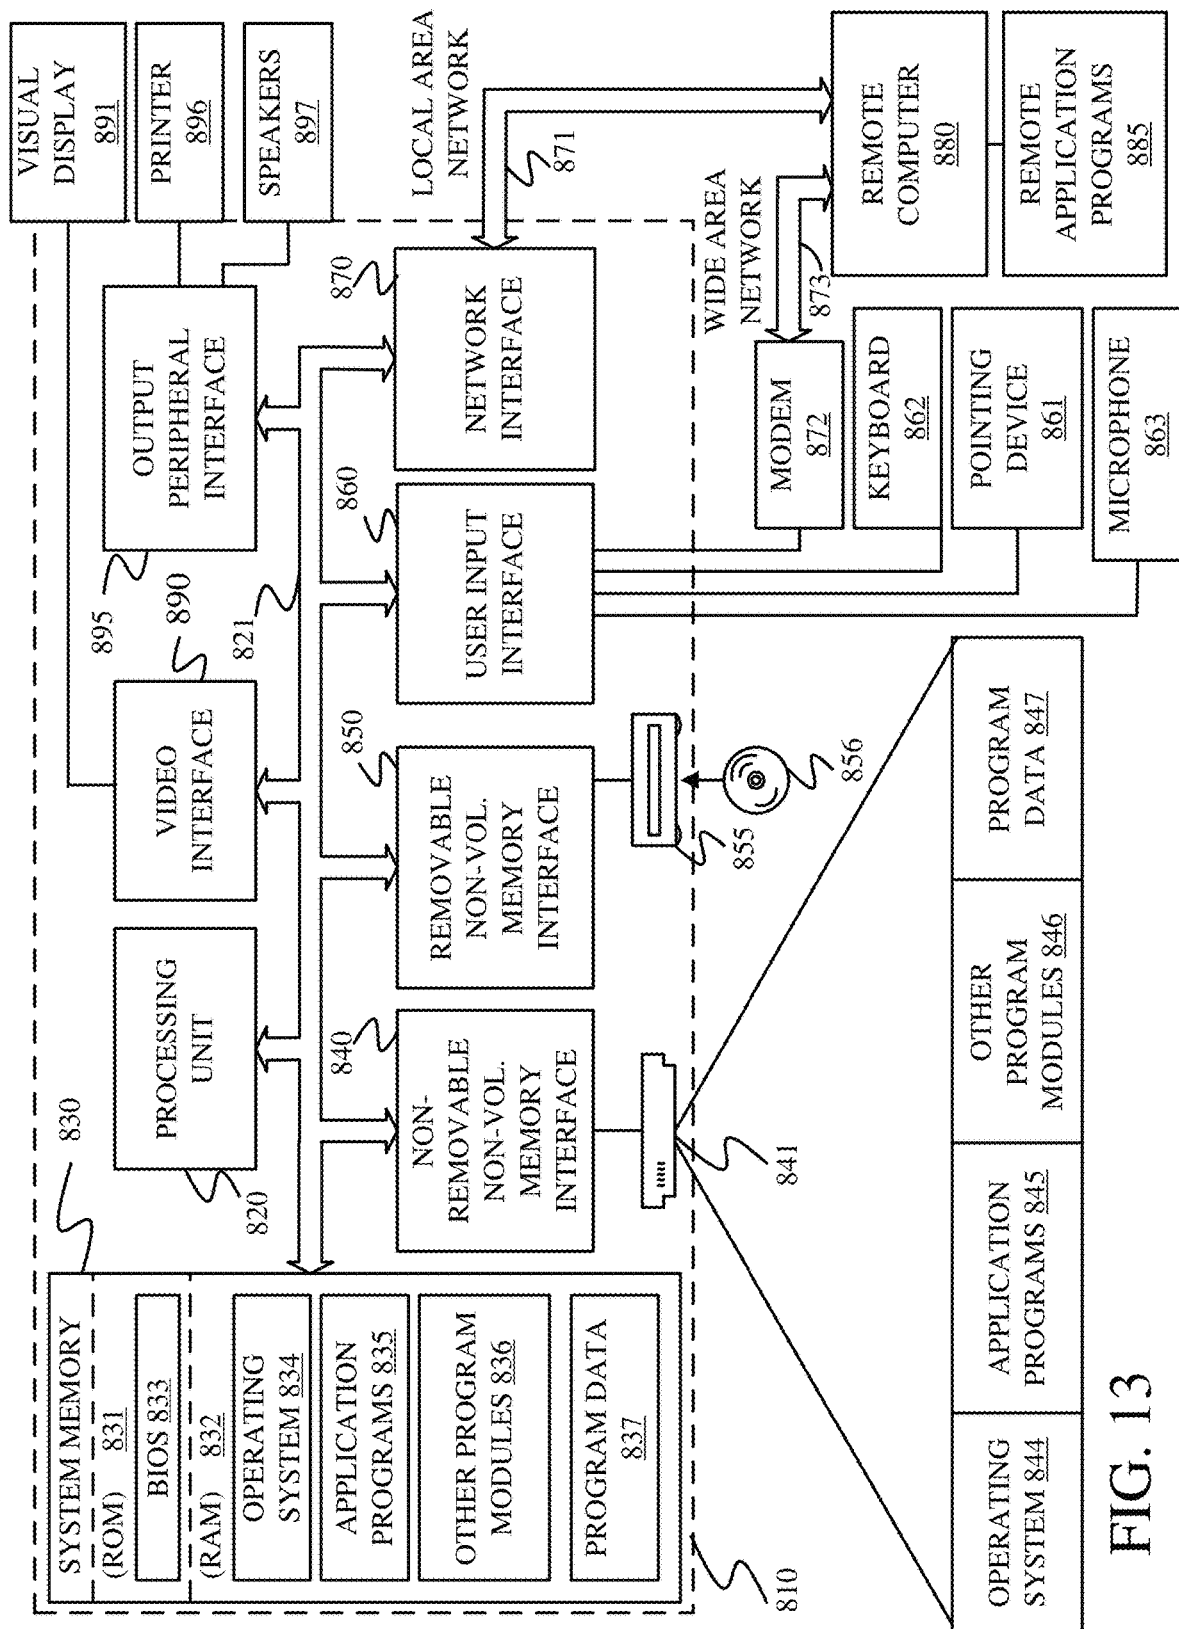 SYSTEM MEMORY
(ROM) 831
BIOS 833
(RAM) 832
OPERATING
SYSTEM 834
APPLICATION
PROGRAMS 835
OTHER PROGRAM
MODULES 836
PROGRAM DATA
837
830
820
PROCESSING
UNIT
VIDEO
INTERFACE
890
821
895
OUTPUT
PERIPHERAL
INTERFACE
VISUAL
DISPLAY
891
PRINTER
896
SPEAKERS
897
840
NON-
REMOVABLE
NON-VOL.
MEMORY
INTERFACE
850
REMOVABLE
NON-VOL.
MEMORY
INTERFACE
860
USER INPUT
INTERFACE
870
NETWORK
INTERFACE
LOCAL AREA
NETWORK
871
810
841
855
856
WIDE AREA
NETWORK
873
MODEM
872
KEYBOARD
862
POINTING
DEVICE
861
MICROPHONE
863
REMOTE
COMPUTER
880
REMOTE
APPLICATION
PROGRAMS
885
OPERATING
SYSTEM 844
APPLICATION
PROGRAMS 845
OTHER
PROGRAM
MODULES 846
PROGRAM
DATA 847
FIG. 13